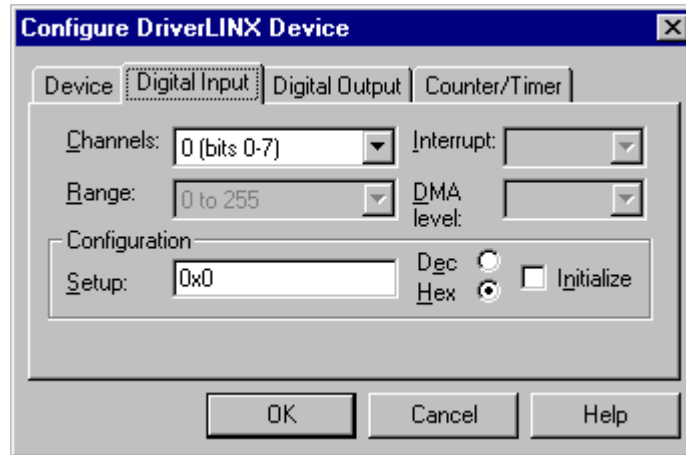 Configure DriverLINX Device
Device Digital Input Digital Output Counter/Timer
Channels: 0 (bits 0-7) Interrupt:
Range: 0 to 255 DMA level:
Configuration
Setup: 0x0 Dec Hex Initialize
OK Cancel Help